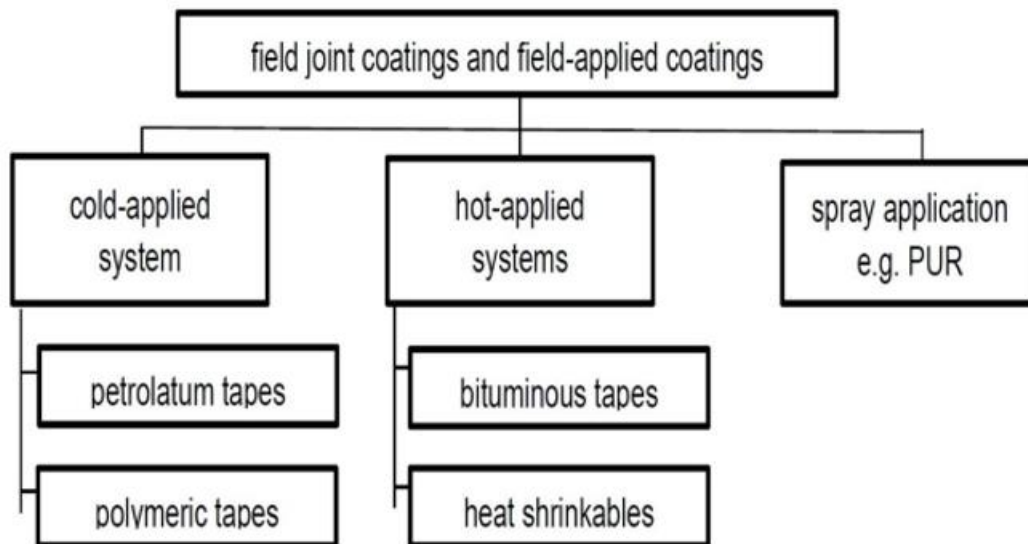 field joint coatings and field-applied coatings
cold-applied
system
hot-applied
systems
spray application
e.g. PUR
petrolatum tapes
bituminous tapes
polymeric tapes
heat shrinkables